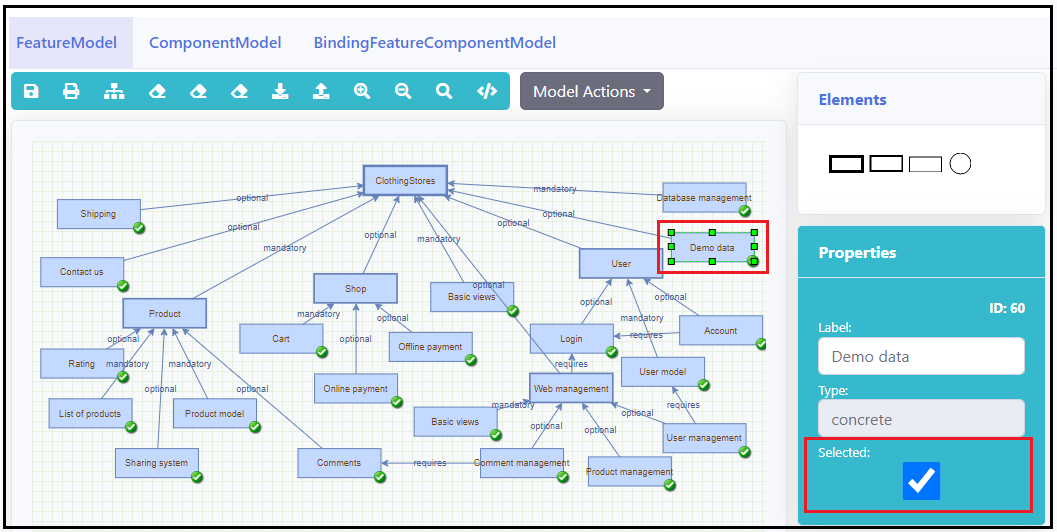 FeatureModel ComponentModel BindingFeatureComponentModel
Model Actions
Elements
ClothingStores
mandatory
optional
Database management
Shipping
optional
optional
optional
Demo data
mandatory
optional
mandatory
User
Contact us
Shop
optional
Basic views
optional
optional
Product
mandatory
optional
mandatory
Account
optional
Cart
optional
Offline payment
Login
requires
Rating
mandatory
mandatory
requires
User model
optional
optional
Online payment
Web management
List of products
Product model
mandatory
optional
requires
Basic views
optional
User management
Sharing system
Comments
requires
Comment management
optional
Product management
Properties
ID: 60
Label:
Demo data
Type:
concrete
Selected: